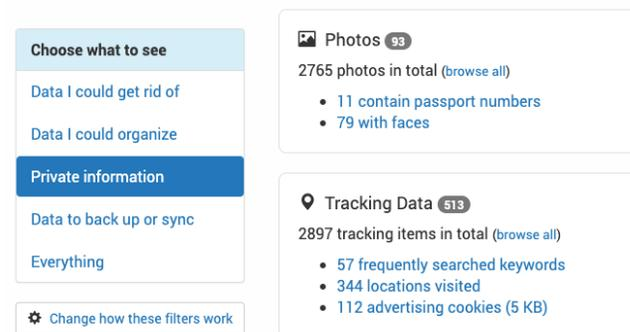 Choose what to see
Data I could get rid of
Data I could organize
Private information
Data to back up or sync
Everything
Change how these filters work
Photos 93
2765 photos in total (browse all)
11 contain passport numbers
79 with faces
Tracking Data 513
2897 tracking items in total (browse all)
57 frequently searched keywords
344 locations visited
112 advertising cookies (5 KB)